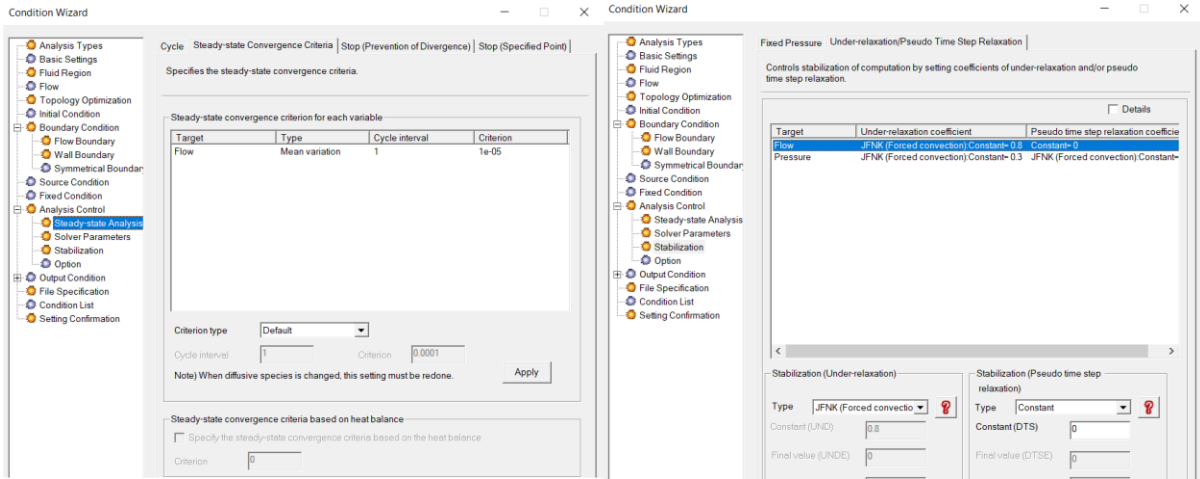 Condition Wizard
Analysis Types
Basic Settings
Fluid Region
Flow
Topology Optimization
Initial Condition
Boundary Condition
Flow Boundary
Wall Boundary
Symmetrical Boundar
Source Condition
Fixed Condition
Analysis Control
Steady-state Analysis
Solver Parameters
Stabilization
Option
Output Condition
File Specification
Condition List
Setting Confirmation
Cycle Steady-state Convergence Criteria Stop (Prevention of Divergence) Stop (Specified Point)
Specifies the steady-state convergence criteria.
Steady-state convergence criterion for each variable
Target Type Cycle interval Criterion
Flow Mean variation 1 1e-05
Criterion type Default
Cycle interval 1 Criterion 0.0001
Note) When diffusive species is changed, this setting must be redone.
Apply
Steady-state convergence criteria based on heat balance
Specify the steady-state convergence criteria based on the heat balance
Criterion 0
Condition Wizard
Analysis Types
Basic Settings
Fluid Region
Flow
Topology Optimization
Initial Condition
Boundary Condition
Flow Boundary
Wall Boundary
Symmetrical Boundar
Source Condition
Fixed Condition
Analysis Control
Steady-state Analysis
Solver Parameters
Stabilization
Option
Output Condition
File Specification
Condition List
Setting Confirmation
Fixed Pressure Under-relaxation/Pseudo Time Step Relaxation
Controls stabilization of computation by setting coefficients of under-relaxation and/or pseudo
time step relaxation.
Details
Target Under-relaxation coefficient Pseudo time step relaxation coefficie
Flow JFNK (Forced convection):Constant= 0.8 Constant= 0
Pressure JFNK (Forced convection):Constant= 0.3 JFNK (Forced convection):Constant=
Stabilization (Under-relaxation)
Type JFNK (Forced convectio
Constant (UND) 0.8
Final value (UNDE) 0
Stabilization (Pseudo time step
relaxation)
Type Constant
Constant (DTS) 0
Final value (DTSE) 0